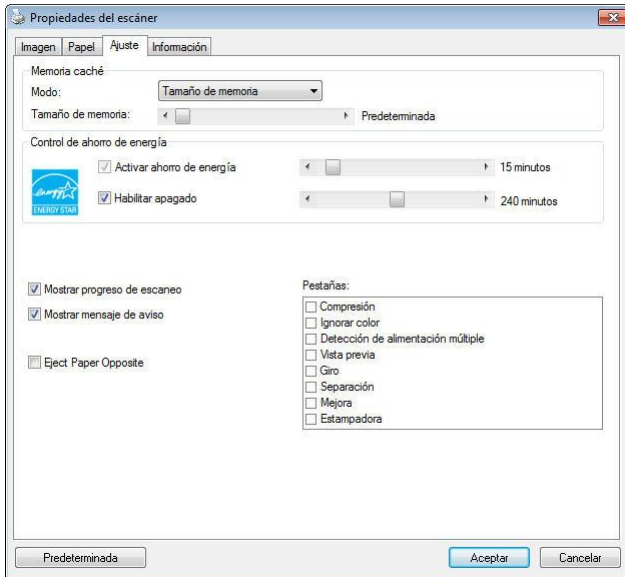 Propiedades del escáner
Imagen Papel Ajuste Información
Memoria caché
Modo: Tamaño de memoria
Tamaño de memoria: Predeterminada
Control de ahorro de energía
Activar ahorro de energía 15 minutos
Habilitar apagado 240 minutos
energy
ENERGY STAR
Mostrar progreso de escaneo
Mostrar mensaje de aviso
Eject Paper Opposite
Pestañas:
Compresión
Ignorar color
Detección de alimentación múltiple
Vista previa
Giro
Separación
Mejora
Estampadora
Predeterminada Aceptar Cancelar